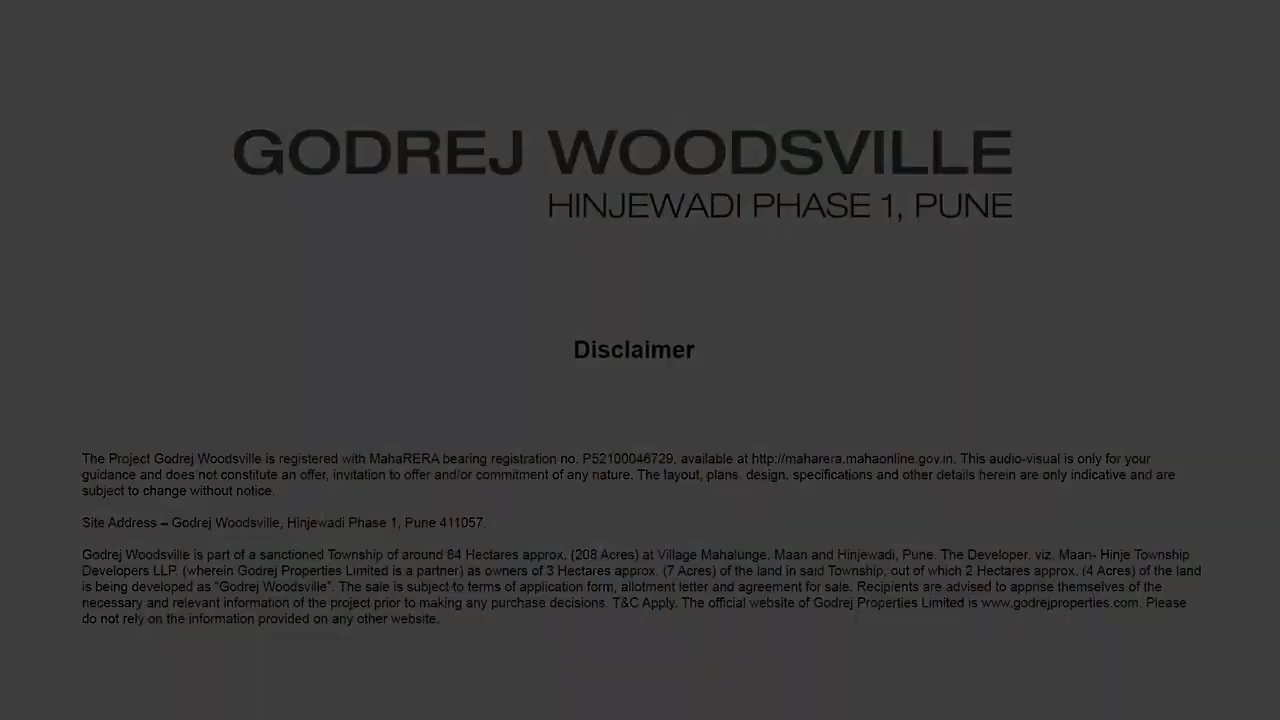 GODREJ WOODSVILLE
HINJEWADI PHASE 1, PUNE
Disclaimer
The Project Godrej Woodsville is registered with MahaRERA bearing registration no. P52100046729, available at http://maharera.mahaonline.gov.in. This audio-visual is only for your
guidance and does not constitute an offer, invitation to offer and/or commitment of any nature. The layout, plans, design, specifications and other details herein are only indicative and are
subject to change without notice.
Site Address – Godrej Woodsville, Hinjewadi Phase 1, Pune 411057.
Godrej Woodsville is part of a sanctioned Township of around 84 Hectares approx. (208 Acres) at Village Mahalunge, Maan and Hinjewadi, Pune. The Developer, viz. Maan- Hinje Township
Developers LLP. (wherein Godrej Properties Limited is a partner) as owners of 3 Hectares approx. (7 Acres) of the land in said Township, out of which 2 Hectares approx. (4 Acres) of the land
is being developed as “Godrej Woodsville”. The sale is subject to terms of application form, allotment letter and agreement for sale. Recipients are advised to apprise themselves of the
necessary and relevant information of the project prior to making any purchase decisions. T&C Apply. The official website of Godrej Properties Limited is www.godrejproperties.com. Please
do not rely on the information provided on any other website.